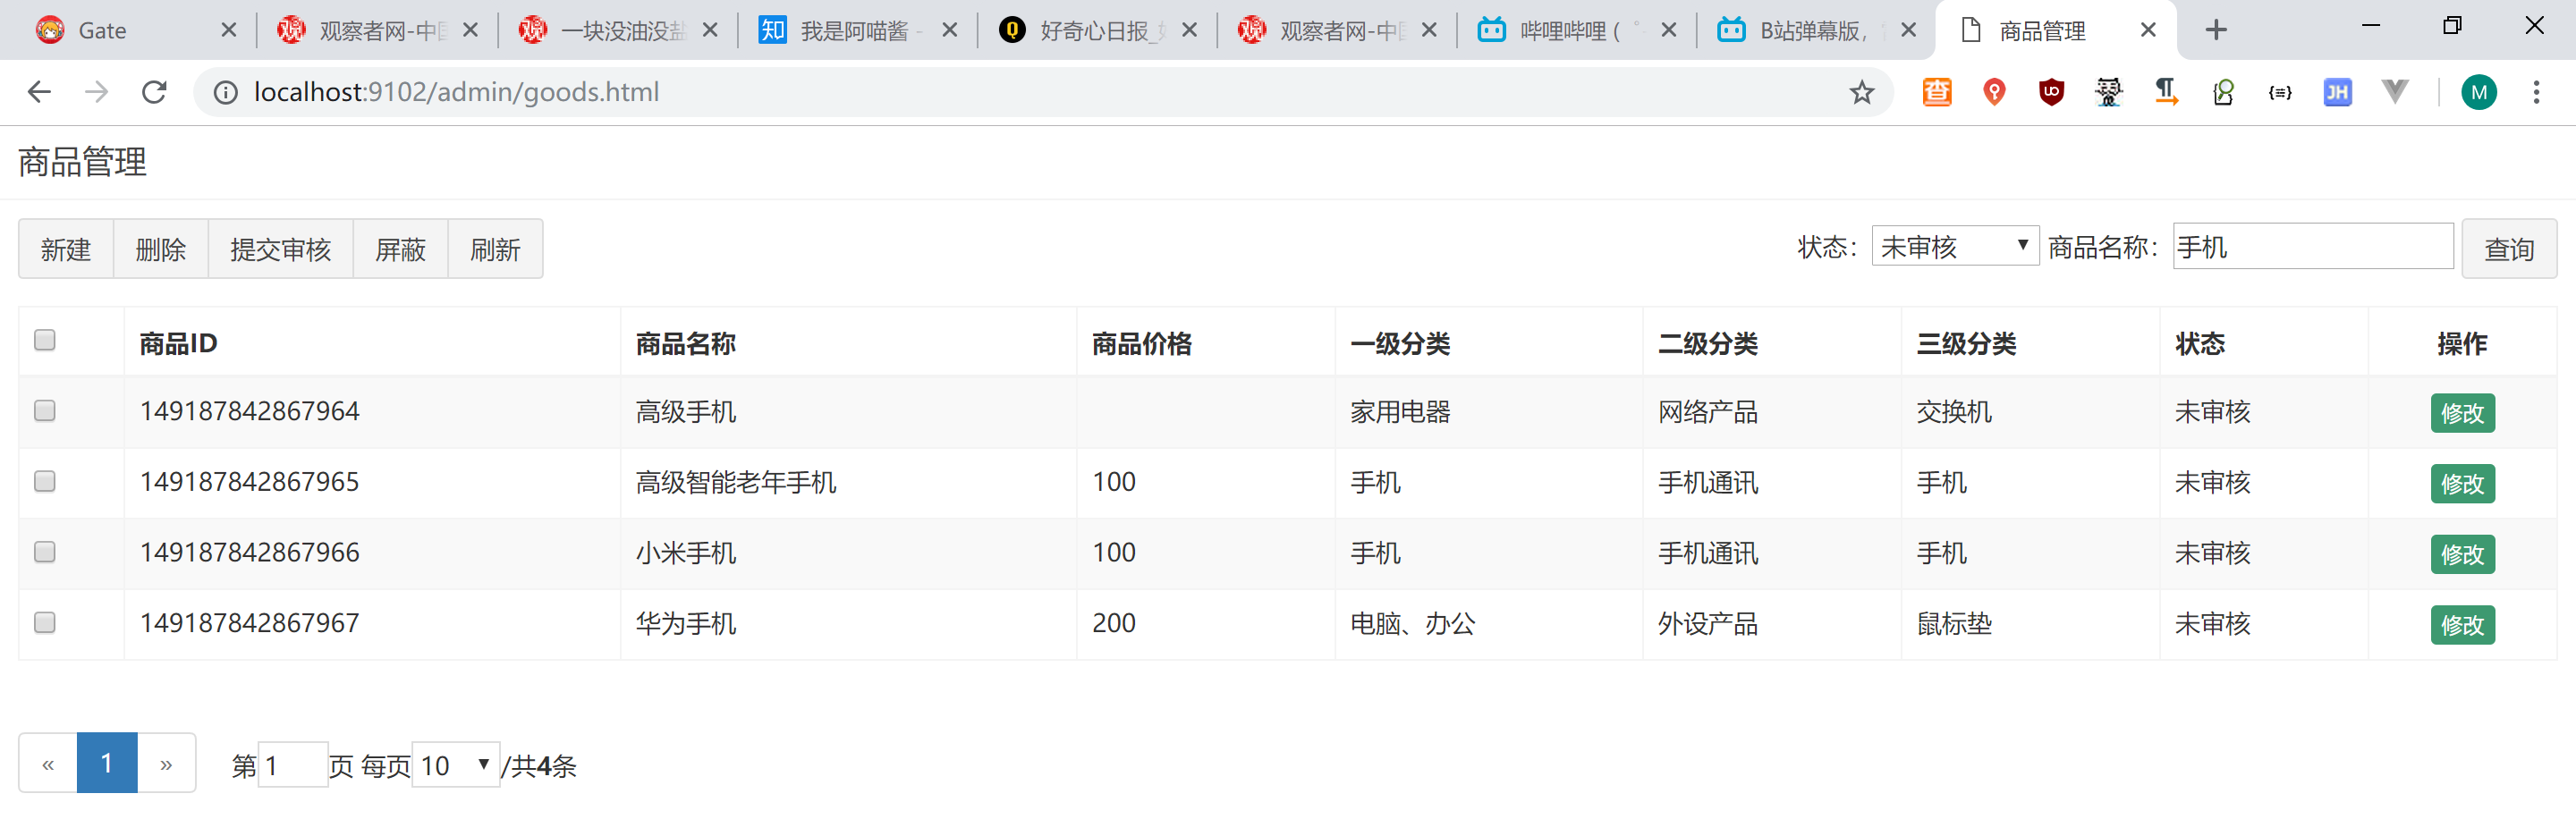 Gate 观察者网-中国 一块没油没盐 我是阿喵酱 - 好奇心日报_ 观察者网-中国 哔哩哔哩 ( ゜- B站弹幕版, 商品管理
localhost:9102/admin/goods.html
商品管理
新建 删除 提交审核 屏蔽 刷新 状态: 未审核 商品名称: 手机 查询
商品ID 商品名称 商品价格 一级分类 二级分类 三级分类 状态 操作
149187842867964 高级手机 家用电器 网络产品 交换机 未审核 修改
149187842867965 高级智能老年手机 100 手机 手机通讯 手机 未审核 修改
149187842867966 小米手机 100 手机 手机通讯 手机 未审核 修改
149187842867967 华为手机 200 电脑、办公 外设产品 鼠标垫 未审核 修改
« 1 » 第 1 页 每页 10 /共4条